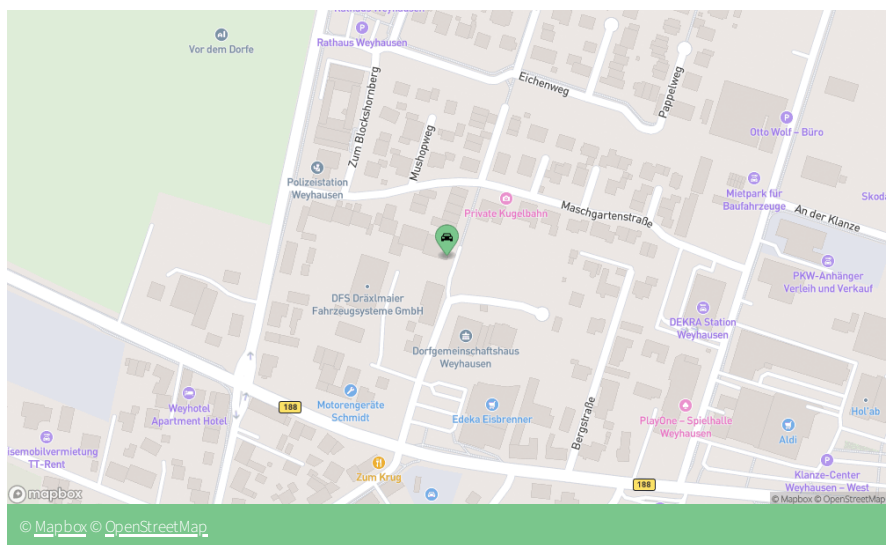 Rathaus Weyhausen
Vor dem Dorfe
Rathaus Weyhausen
Eichenweg
Pappelweg
Zum Blockshornberg
Mushopweg
Otto Wolf – Büro
Polizeistation
Weyhausen
Mietpark für
Baufahrzeuge
Skoda
Private Kugelbahn
Maschgartenstraße
An der Klanze
PKW-Anhänger
Verleih und Verkauf
DFS Dräxlmaier
Fahrzeugsysteme GmbH
DEKRA Station
Weyhausen
Dorfgemeinschaftshaus
Weyhausen
Weyhotel
Apartment Hotel
188
Motorengeräte
Schmidt
Edeka Eisbrenner
Bergstraße
PlayOne – Spielhalle
Weyhausen
Aldi
Hol'ab
isemobilvermietung
TT-Rent
Zum Krug
188
Klanze-Center
Weyhausen – West
mapbox
© Mapbox © OpenStreetMap
© Mapbox © OpenStreetMap